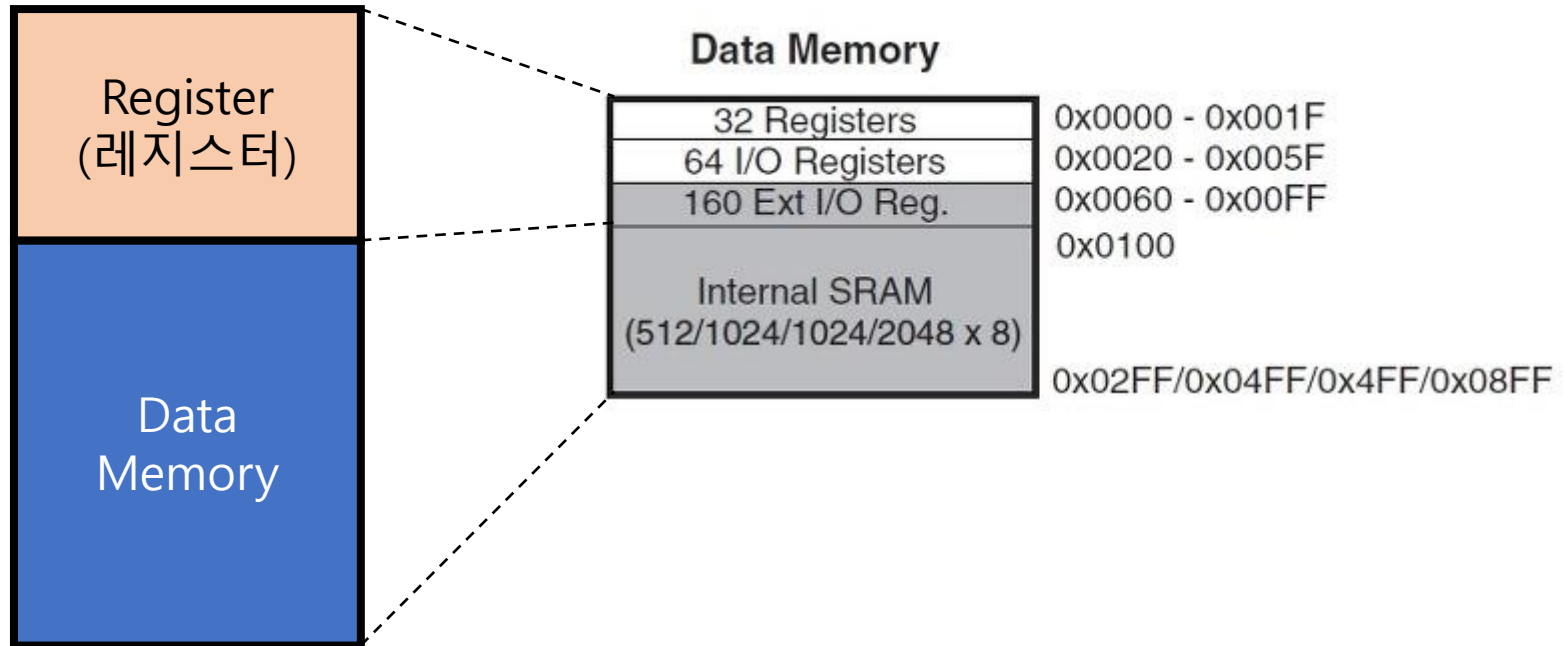 Register
(레지스터)
Data
Memory
Data Memory
32 Registers
0x0000 - 0x001F
64 I/O Registers
0x0020 - 0x005F
160 Ext I/O Reg.
0x0060 - 0x00FF
0x0100
Internal SRAM
(512/1024/1024/2048 x 8)
0x02FF/0x04FF/0x4FF/0x08FF